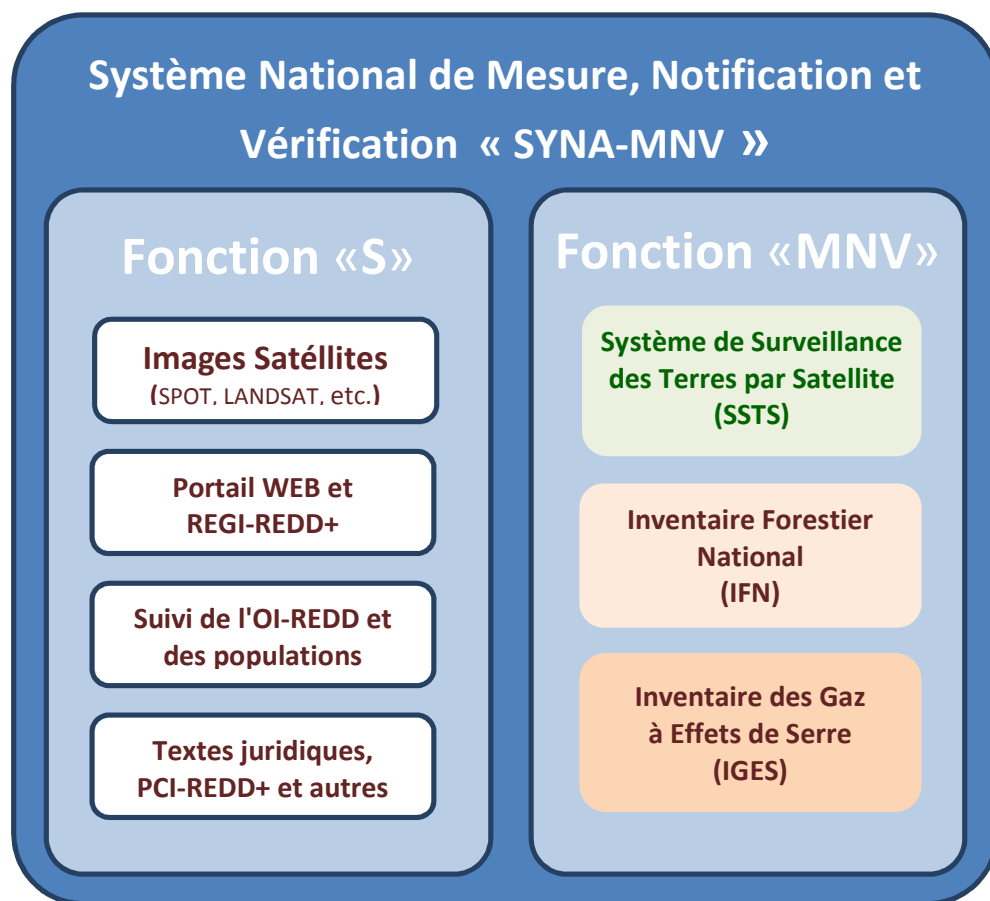 Système National de Mesure, Notification et
Vérification « SYNA-MNV »
Fonction «S»
Images Satéllites
(SPOT, LANDSAT, etc.)
Portail WEB et
REGI-REDD+
Suivi de l'OI-REDD et
des populations
Textes juridiques,
PCI-REDD+ et autres
Fonction «MNV»
Système de Surveillance
des Terres par Satellite
(SSTS)
Inventaire Forestier
National
(IFN)
Inventaire des Gaz
à Effets de Serre
(IGES)